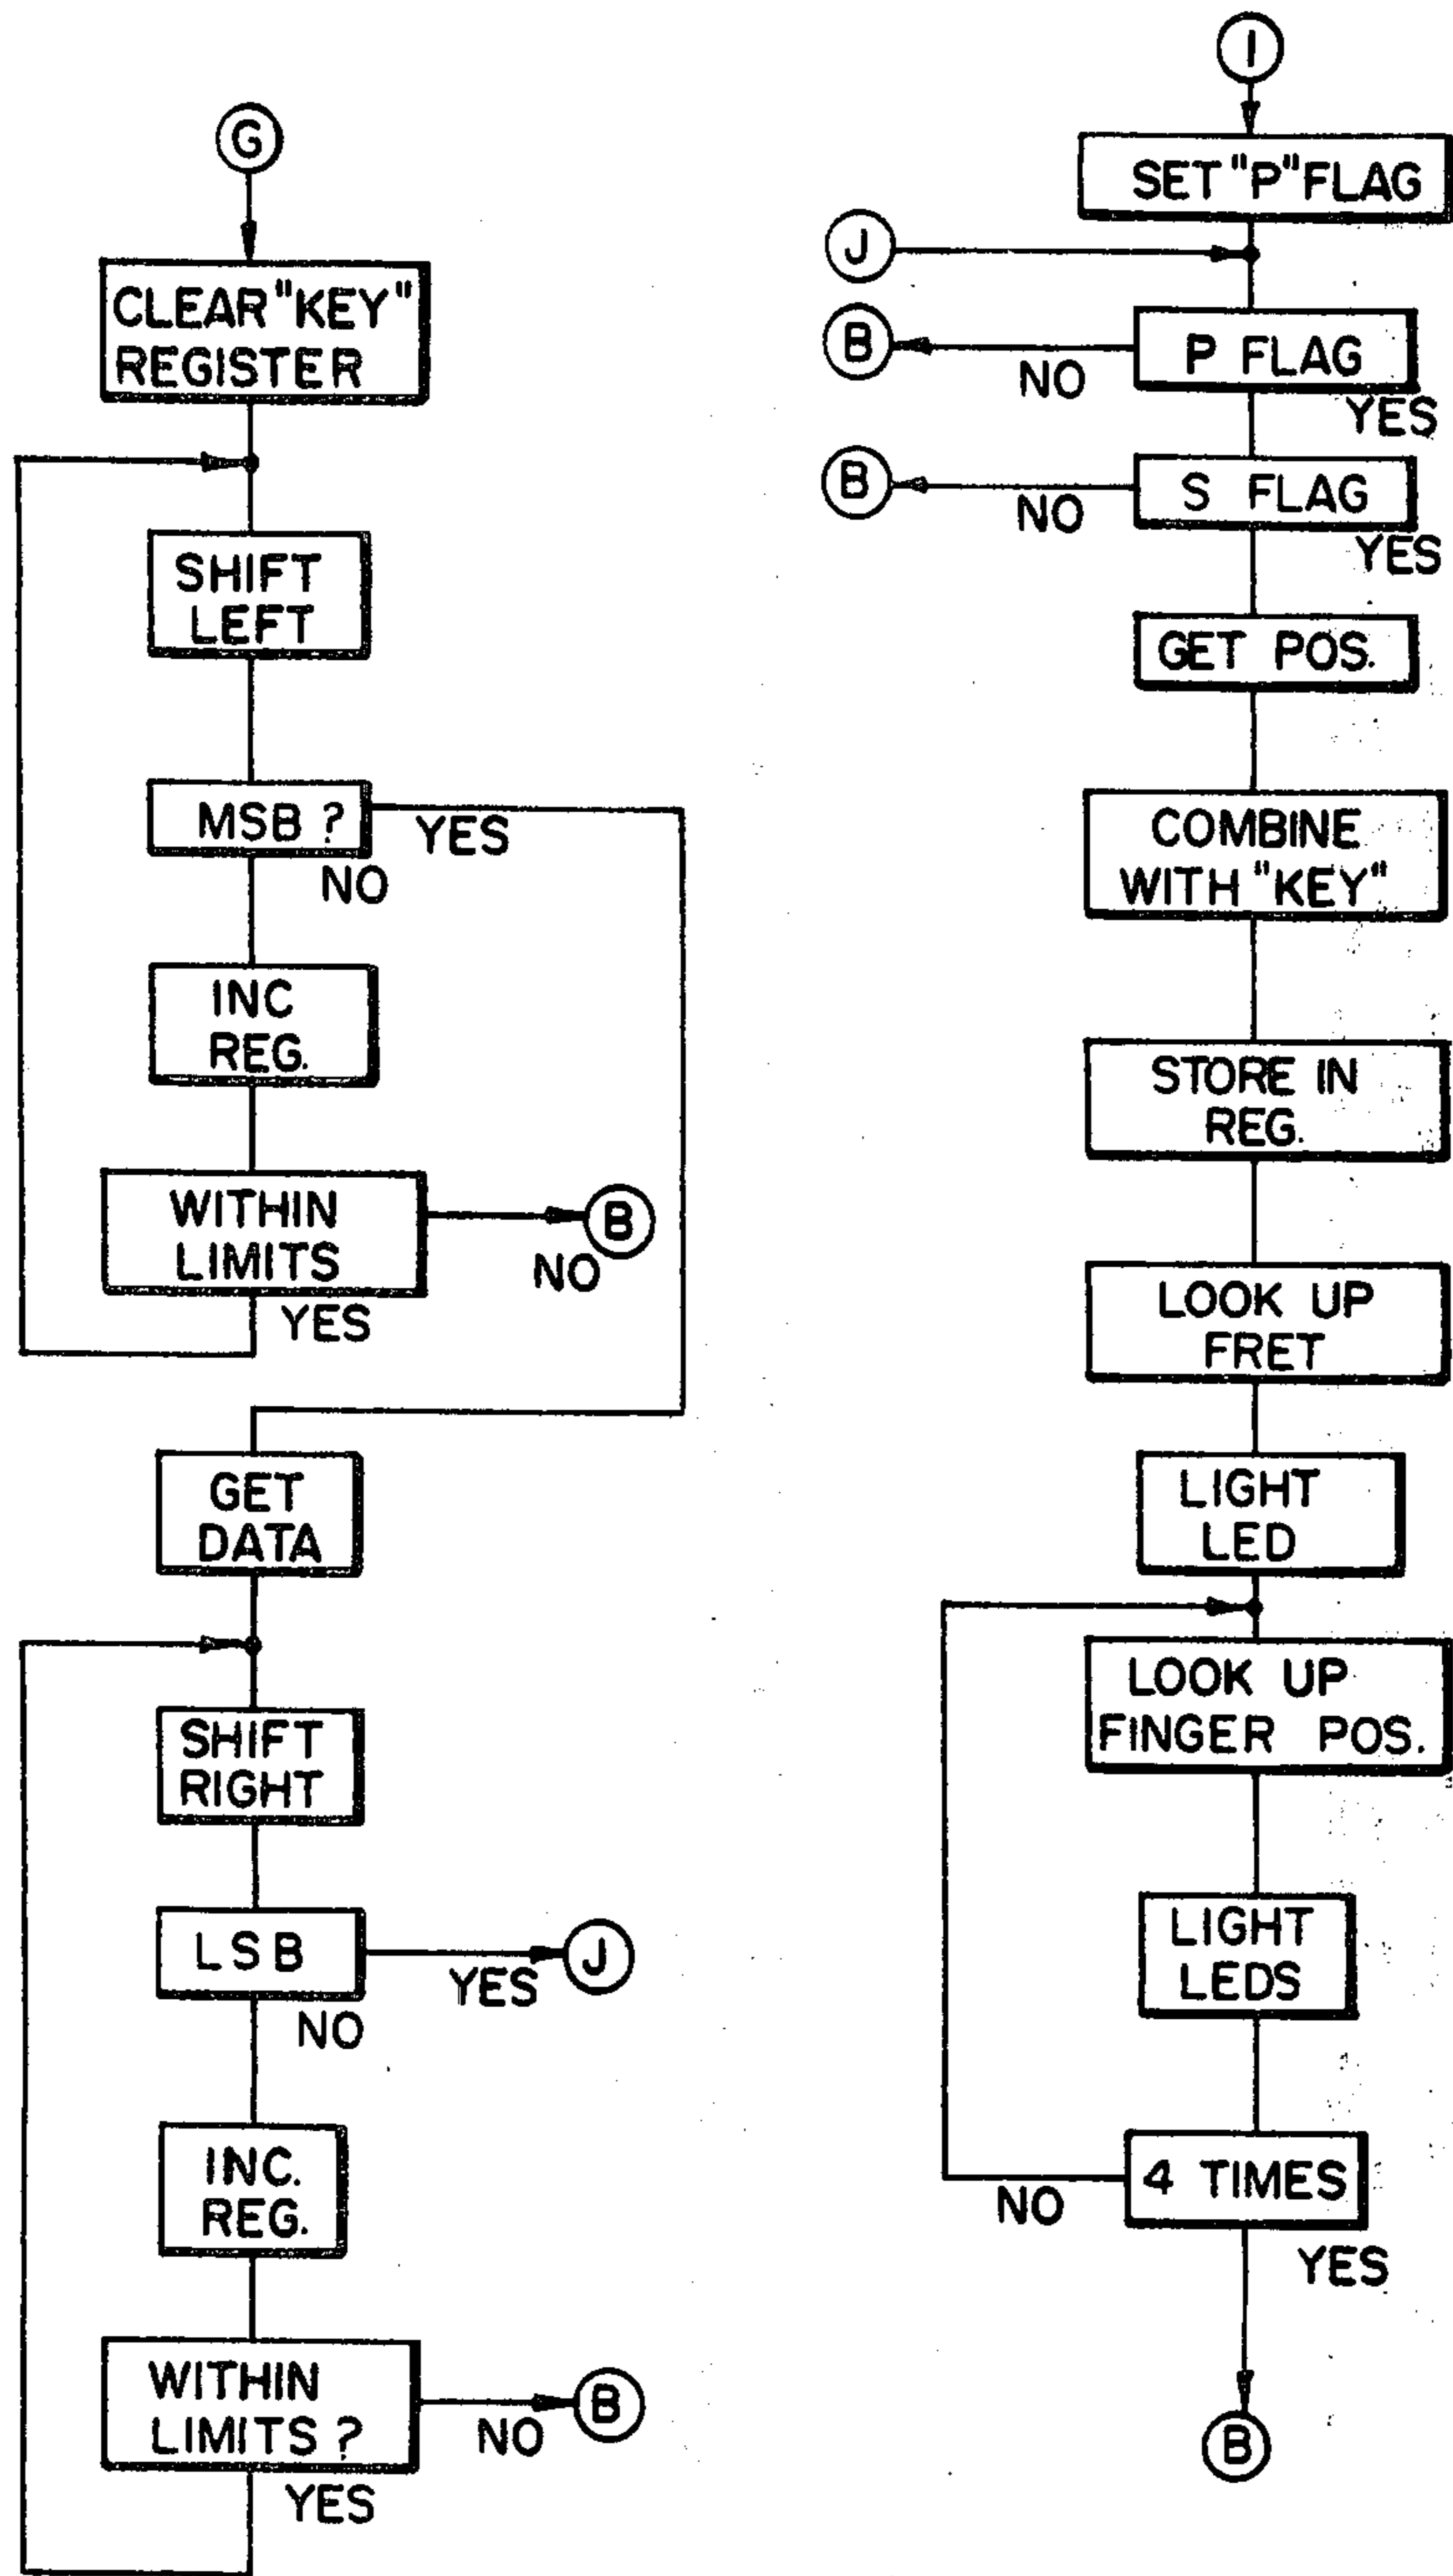 G
CLEAR "KEY"
REGISTER
SHIFT
LEFT
MSB ?
YES
NO
INC
REG.
WITHIN
LIMITS
B
NO
YES
GET
DATA
SHIFT
RIGHT
LSB
J
YES
NO
INC.
REG.
WITHIN
LIMITS ?
B
NO
YES
I
SET "P" FLAG
J
B
NO
P FLAG
YES
B
NO
S FLAG
YES
GET POS.
COMBINE
WITH "KEY"
STORE IN
REG.
LOOK UP
FRET
LIGHT
LED
LOOK UP
FINGER POS.
LIGHT
LEDS
4 TIMES
NO
YES
B